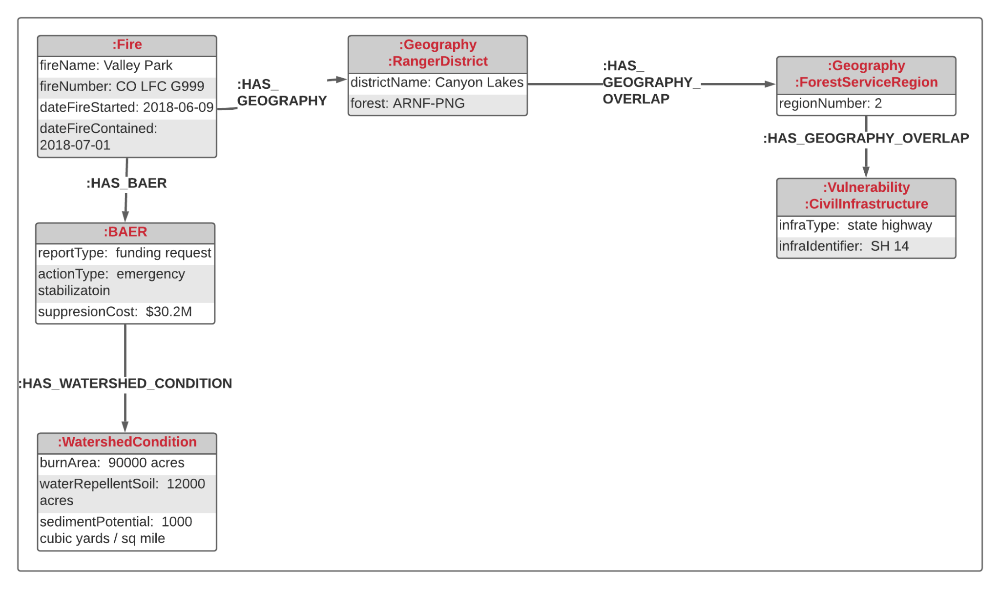 :Fire
fireName: Valley Park
fireNumber: CO LFC G999
dateFireStarted: 2018-06-09
dateFireContained:
2018-07-01
:HAS_
GEOGRAPHY
:Geography
:RangerDistrict
districtName: Canyon Lakes
forest: ARNF-PNG
:HAS_
GEOGRAPHY_
OVERLAP
:Geography
:ForestServiceRegion
regionNumber: 2
:HAS_GEOGRAPHY_OVERLAP
:Vulnerability
:CivilInfrastructure
infraType:  state highway
infraIdentifier:  SH 14
:HAS_BAER
:BAER
reportType:  funding request
actionType:  emergency
stabilizatoin
suppresionCost:  $30.2M
:HAS_WATERSHED_CONDITION
:WatershedCondition
burnArea:  90000 acres
waterRepellentSoil:  12000
acres
sedimentPotential:  1000
cubic yards / sq mile